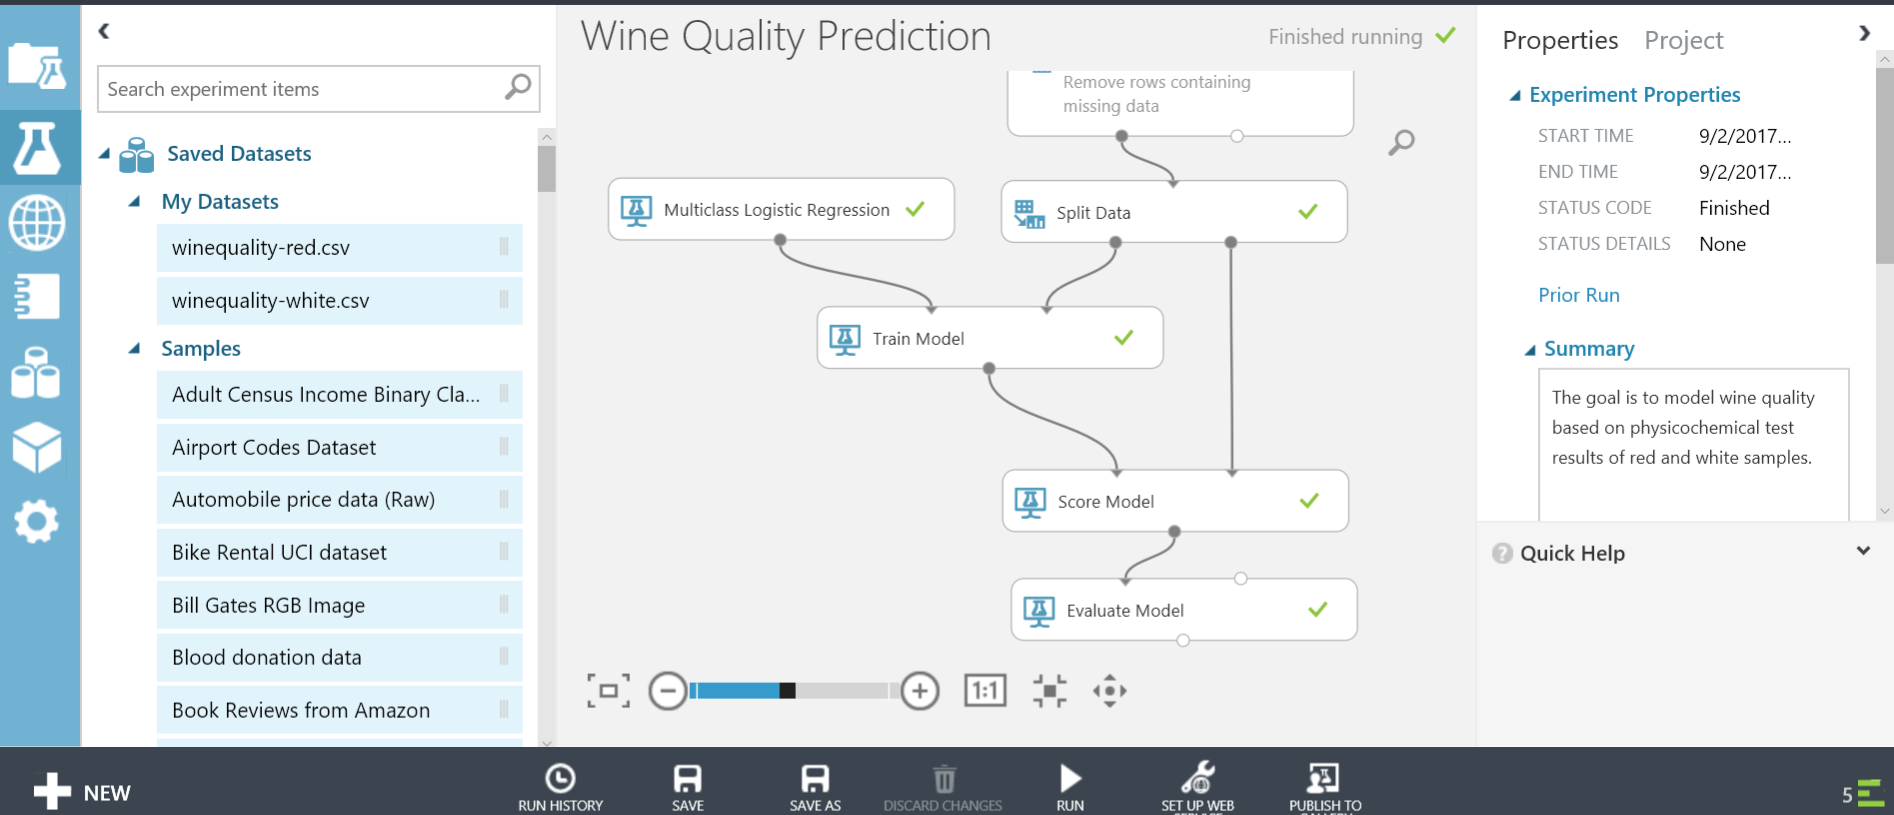 Search experiment items
Saved Datasets
My Datasets
winequality-red.csv
winequality-white.csv
Samples
Adult Census Income Binary Cla...
Airport Codes Dataset
Automobile price data (Raw)
Bike Rental UCI dataset
Bill Gates RGB Image
Blood donation data
Book Reviews from Amazon
Wine Quality Prediction
Finished running
Remove rows containing
missing data
Multiclass Logistic Regression
Split Data
Train Model
Score Model
Evaluate Model
1:1
Properties Project
Experiment Properties
START TIME 9/2/2017...
END TIME 9/2/2017...
STATUS CODE Finished
STATUS DETAILS None
Prior Run
Summary
The goal is to model wine quality
based on physicochemical test
results of red and white samples.
? Quick Help
NEW
RUN HISTORY
SAVE
SAVE AS
DISCARD CHANGES
RUN
SET UP WEB
SERVICE
PUBLISH TO
GALLERY
5